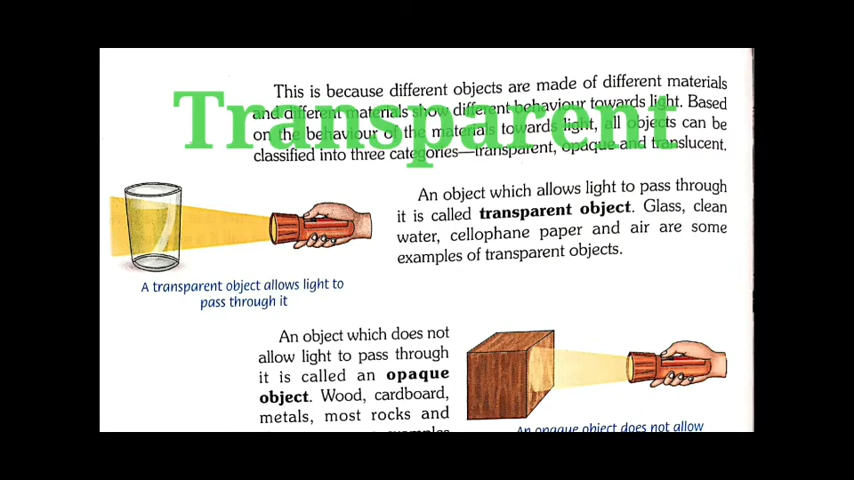 Transparent
This is because different objects are made of different materials
and different materials show different behaviour towards light. Based
on the behaviour of the materials towards light, all objects can be
classified into three categories—transparent, opaque and translucent.
An object which allows light to pass through
it is called transparent object. Glass, clean
water, cellophane paper and air are some
examples of transparent objects.
A transparent object allows light to
pass through it
An object which does not
allow light to pass through
it is called an opaque
object. Wood, cardboard,
metals, most rocks and
examples
An opaque object does not allow